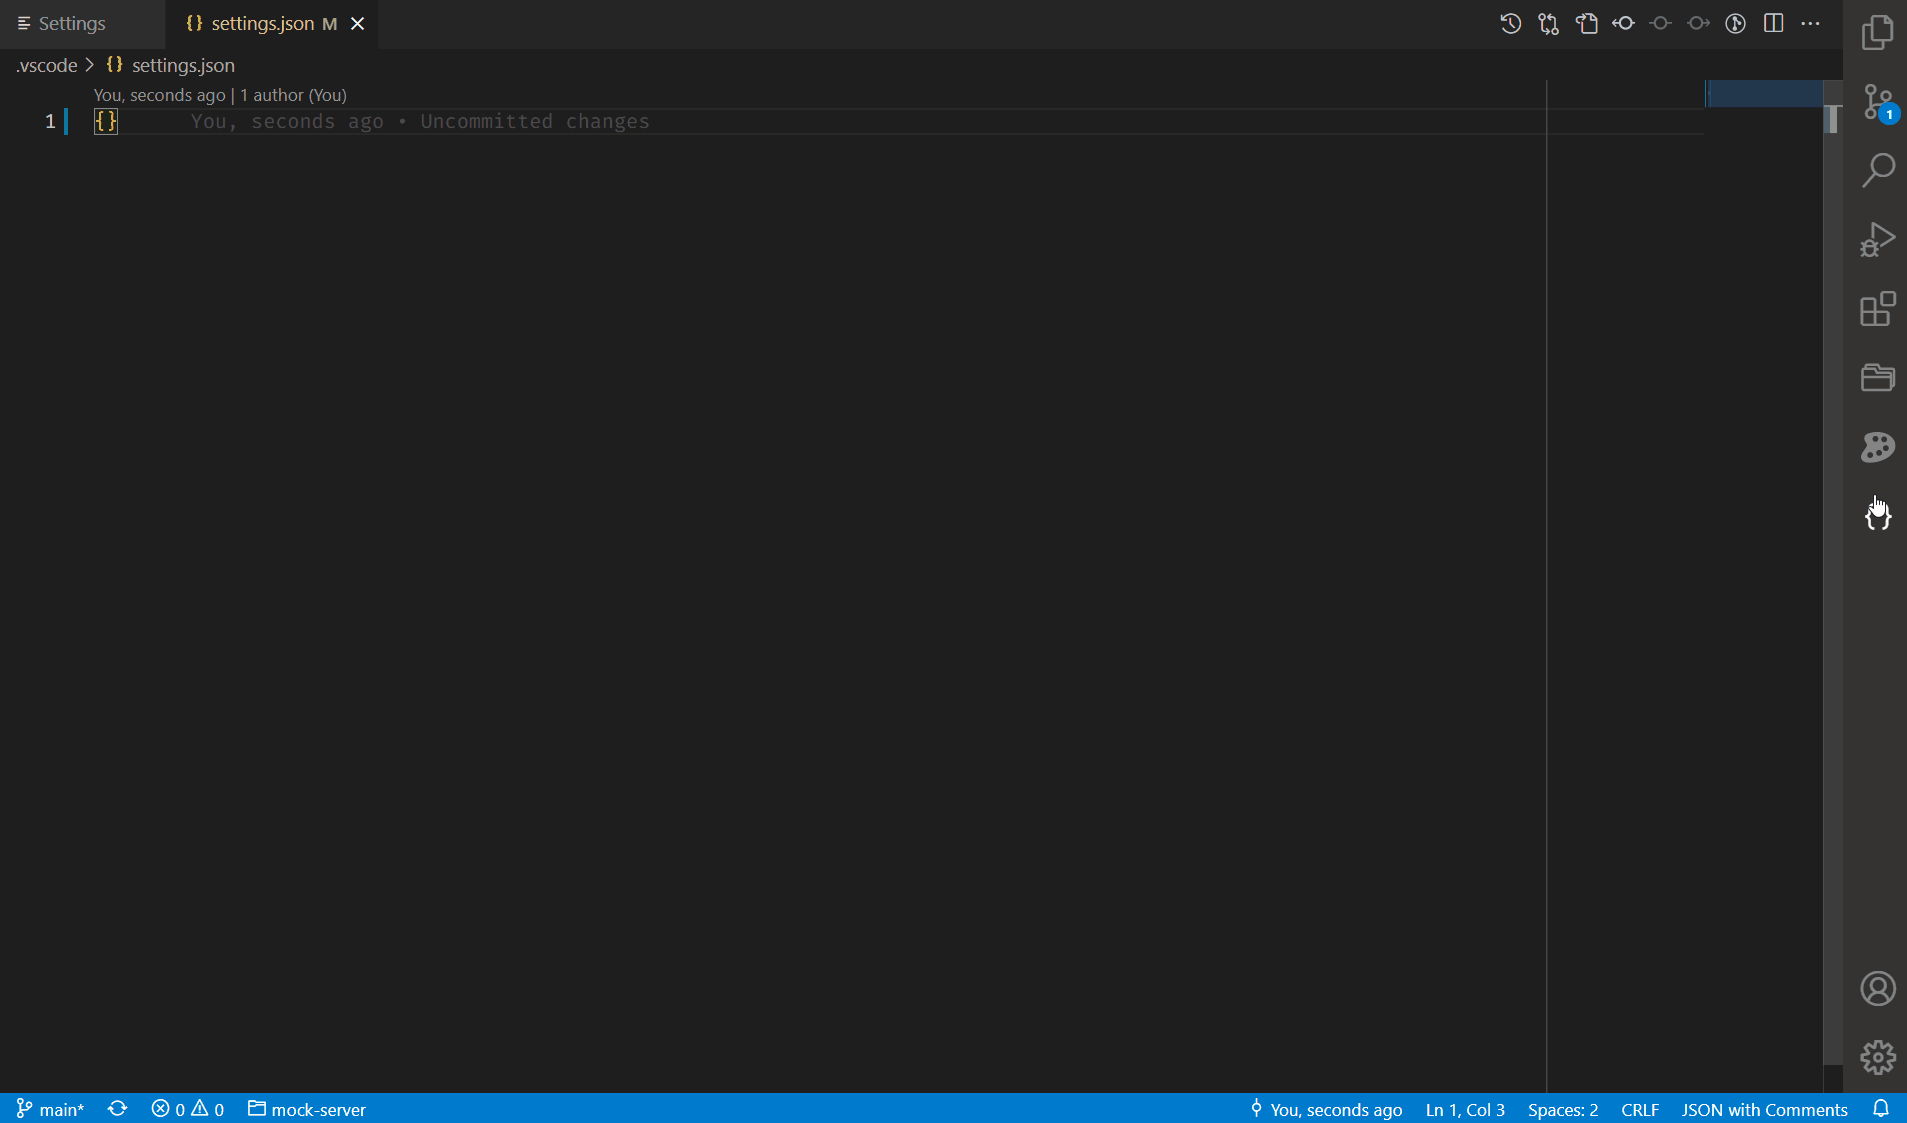 Settings
settings.json M
.vscode > {} settings.json
You, seconds ago | 1 author (You)
1 {} You, seconds ago • Uncommitted changes
1
main* 0 0 mock-server You, seconds ago Ln 1, Col 3 Spaces: 2 CRLF JSON with Comments